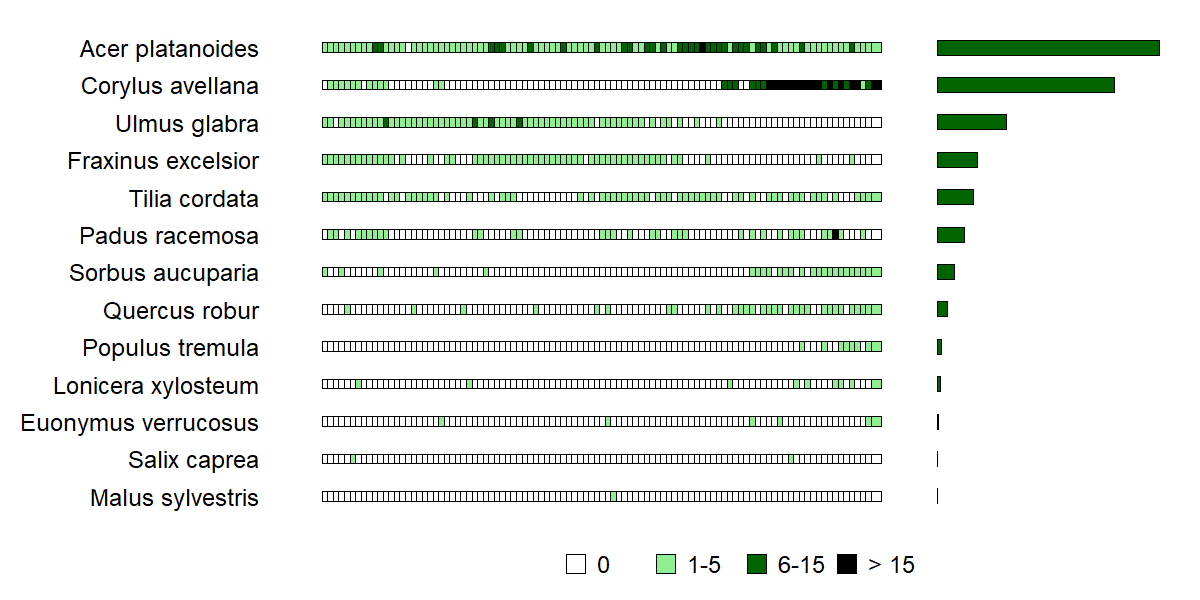 Acer platanoides
Corylus avellana
Ulmus glabra
Fraxinus excelsior
Tilia cordata
Padus racemosa
Sorbus aucuparia
Quercus robur
Populus tremula
Lonicera xylosteum
Euonymus verrucosus
Salix caprea
Malus sylvestris
0 1-5 6-15 > 15